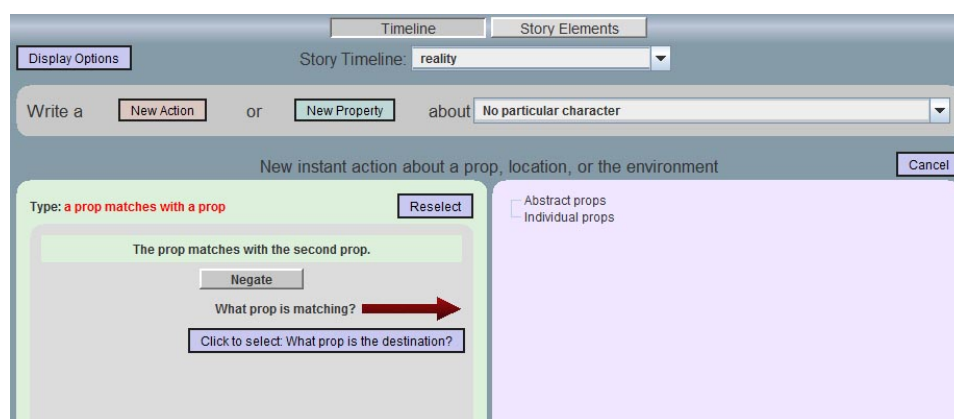 Timeline Story Elements
Display Options Story Timeline: reality
Write a New Action or New Property about No particular character
New instant action about a prop, location, or the environment Cancel
Type: a prop matches with a prop Reselect
The prop matches with the second prop.
Negate
What prop is matching?
Click to select: What prop is the destination?
Abstract props
Individual props